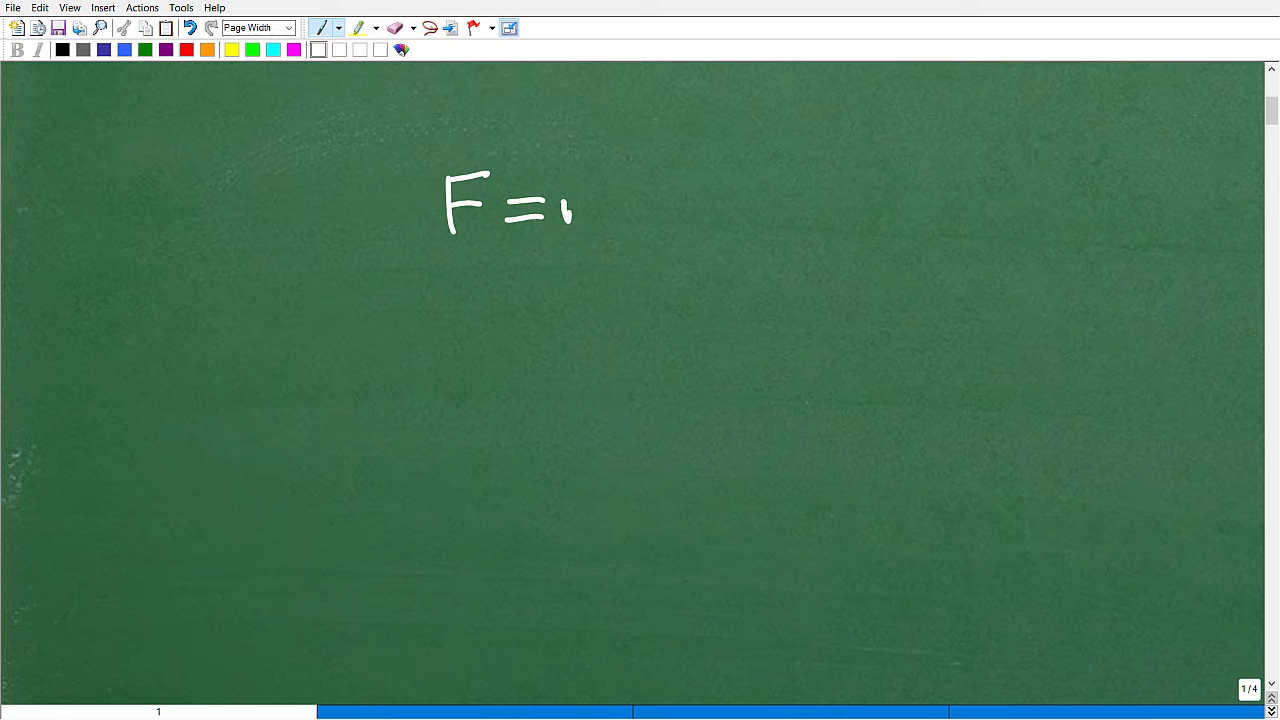 File Edit View Insert Actions Tools Help
Page Width
B I
F =
1 / 4
1